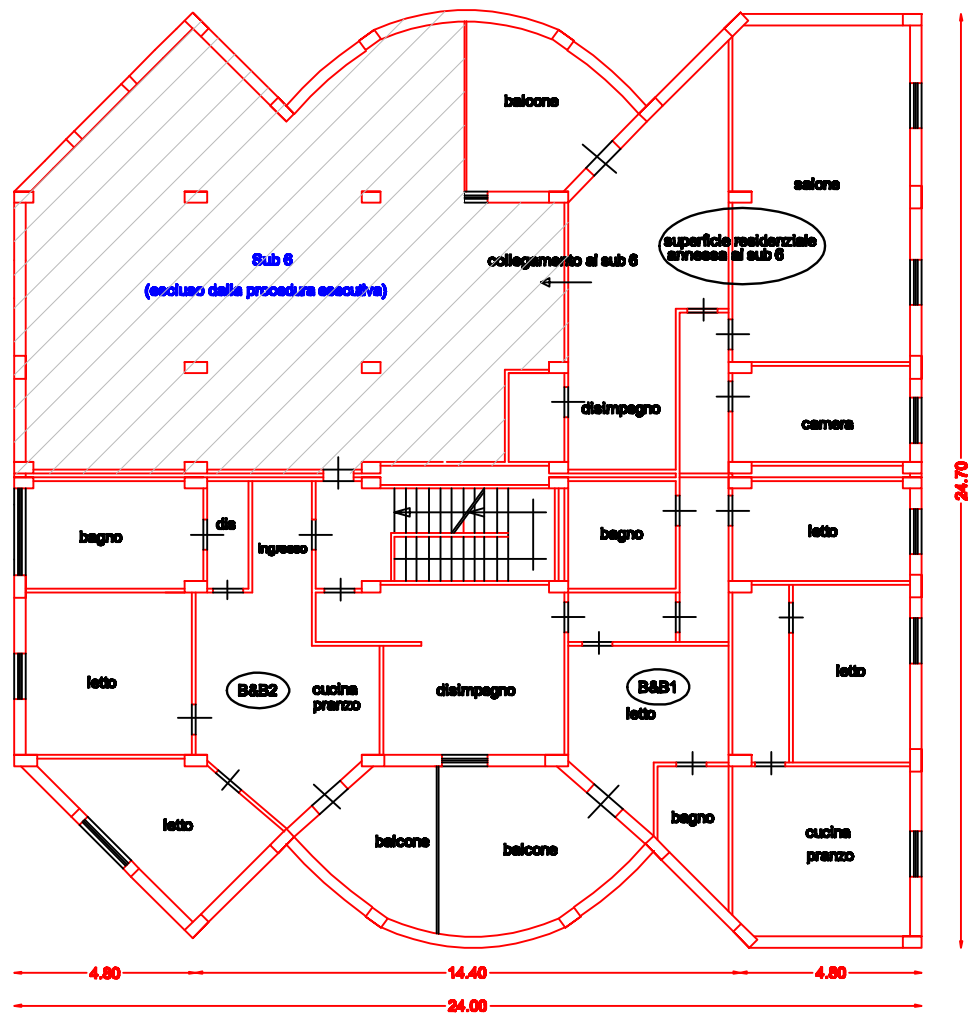 balcone
salone
superficie residenziale
annessa al sub 6
Sub 6
collegamento al sub 6
(escluso dalla procedura esecutiva)
disimpegno
camera
24.70
bagno
dis
ingresso
bagno
letto
letto
B&B2
cucina
pranzo
disimpegno
B&B1
letto
letto
letto
balcone
balcone
bagno
cucina
pranzo
4.80
14.40
4.80
24.00